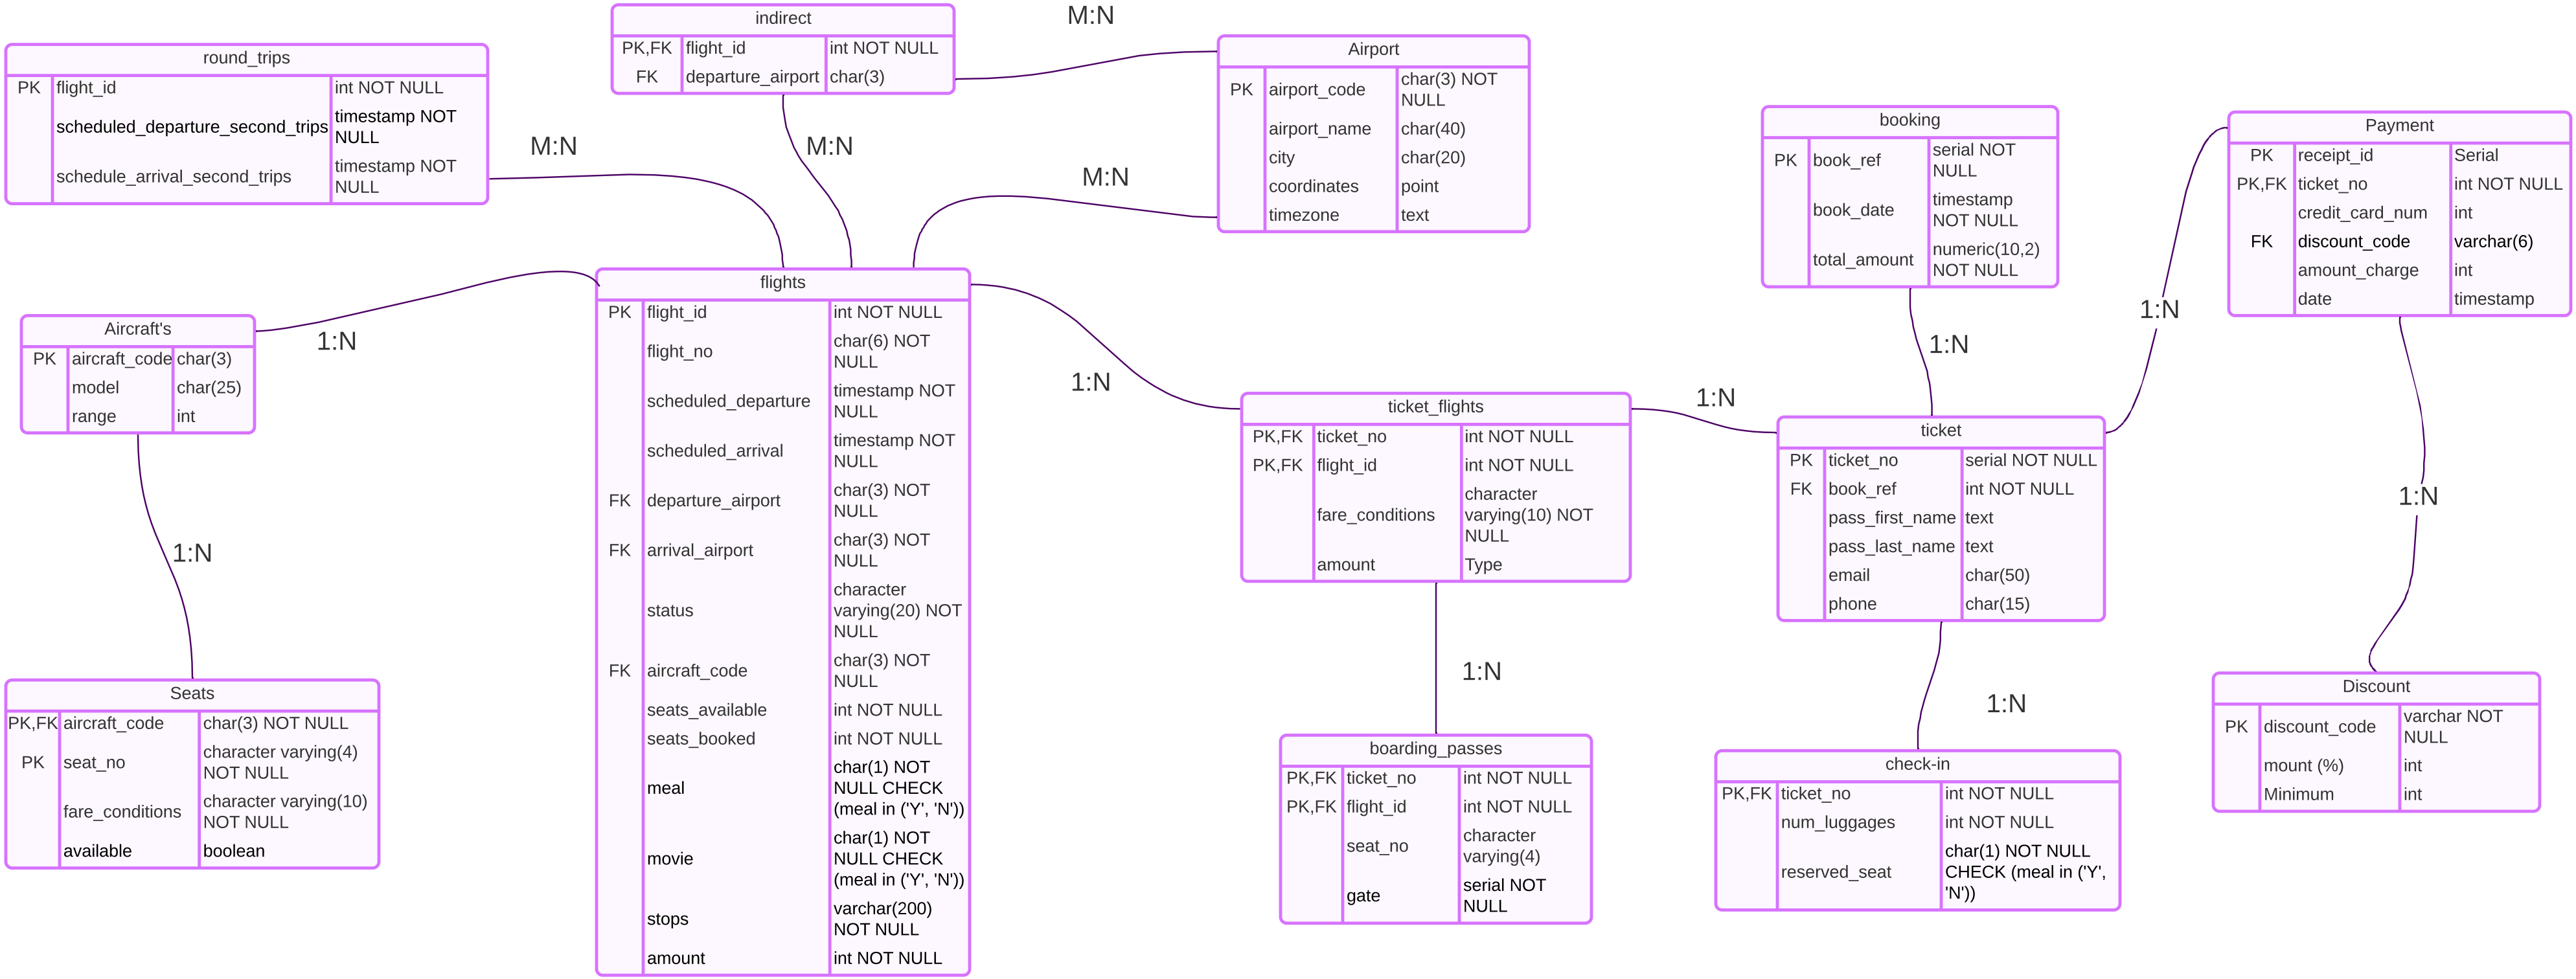 indirect
PK,FK flight_id int NOT NULL
FK departure_airport char(3)
M:N
round_trips
PK flight_id int NOT NULL
scheduled_departure_second_trips timestamp NOT
NULL
schedule_arrival_second_trips timestamp NOT
NULL
M:N
M:N
Airport
PK airport_code char(3) NOT
NULL
airport_name char(40)
city char(20)
coordinates point
timezone text
M:N
booking
PK book_ref serial NOT
NULL
book_date timestamp
NOT NULL
total_amount numeric(10,2)
NOT NULL
1:N
Payment
PK receipt_id Serial
PK,FK ticket_no int NOT NULL
credit_card_num int
FK discount_code varchar(6)
amount_charge int
date timestamp
1:N
1:N
Aircraft's
PK aircraft_code char(3)
model char(25)
range int
1:N
1:N
flights
PK flight_id int NOT NULL
flight_no char(6) NOT
NULL
scheduled_departure timestamp NOT
NULL
scheduled_arrival timestamp NOT
NULL
FK departure_airport char(3) NOT
NULL
FK arrival_airport char(3) NOT
NULL
status character
varying(20) NOT
NULL
FK aircraft_code char(3) NOT
NULL
seats_available int NOT NULL
seats_booked int NOT NULL
meal char(1) NOT
NULL CHECK
(meal in ('Y', 'N'))
movie char(1) NOT
NULL CHECK
(meal in ('Y', 'N'))
stops varchar(200)
NOT NULL
amount int NOT NULL
1:N
ticket_flights
PK,FK ticket_no int NOT NULL
PK,FK flight_id int NOT NULL
fare_conditions character
varying(10) NOT
NULL
amount Type
1:N
ticket
PK ticket_no serial NOT NULL
FK book_ref int NOT NULL
pass_first_name text
pass_last_name text
email char(50)
phone char(15)
Seats
PK,FK aircraft_code char(3) NOT NULL
PK seat_no character varying(4)
NOT NULL
fare_conditions character varying(10)
NOT NULL
available boolean
1:N
boarding_passes
PK,FK ticket_no int NOT NULL
PK,FK flight_id int NOT NULL
seat_no character
varying(4)
gate serial NOT
NULL
1:N
check-in
PK,FK ticket_no int NOT NULL
num_luggages int NOT NULL
reserved_seat char(1) NOT NULL
CHECK (meal in ('Y',
'N'))
Discount
PK discount_code varchar NOT
NULL
mount (%) int
Minimum int